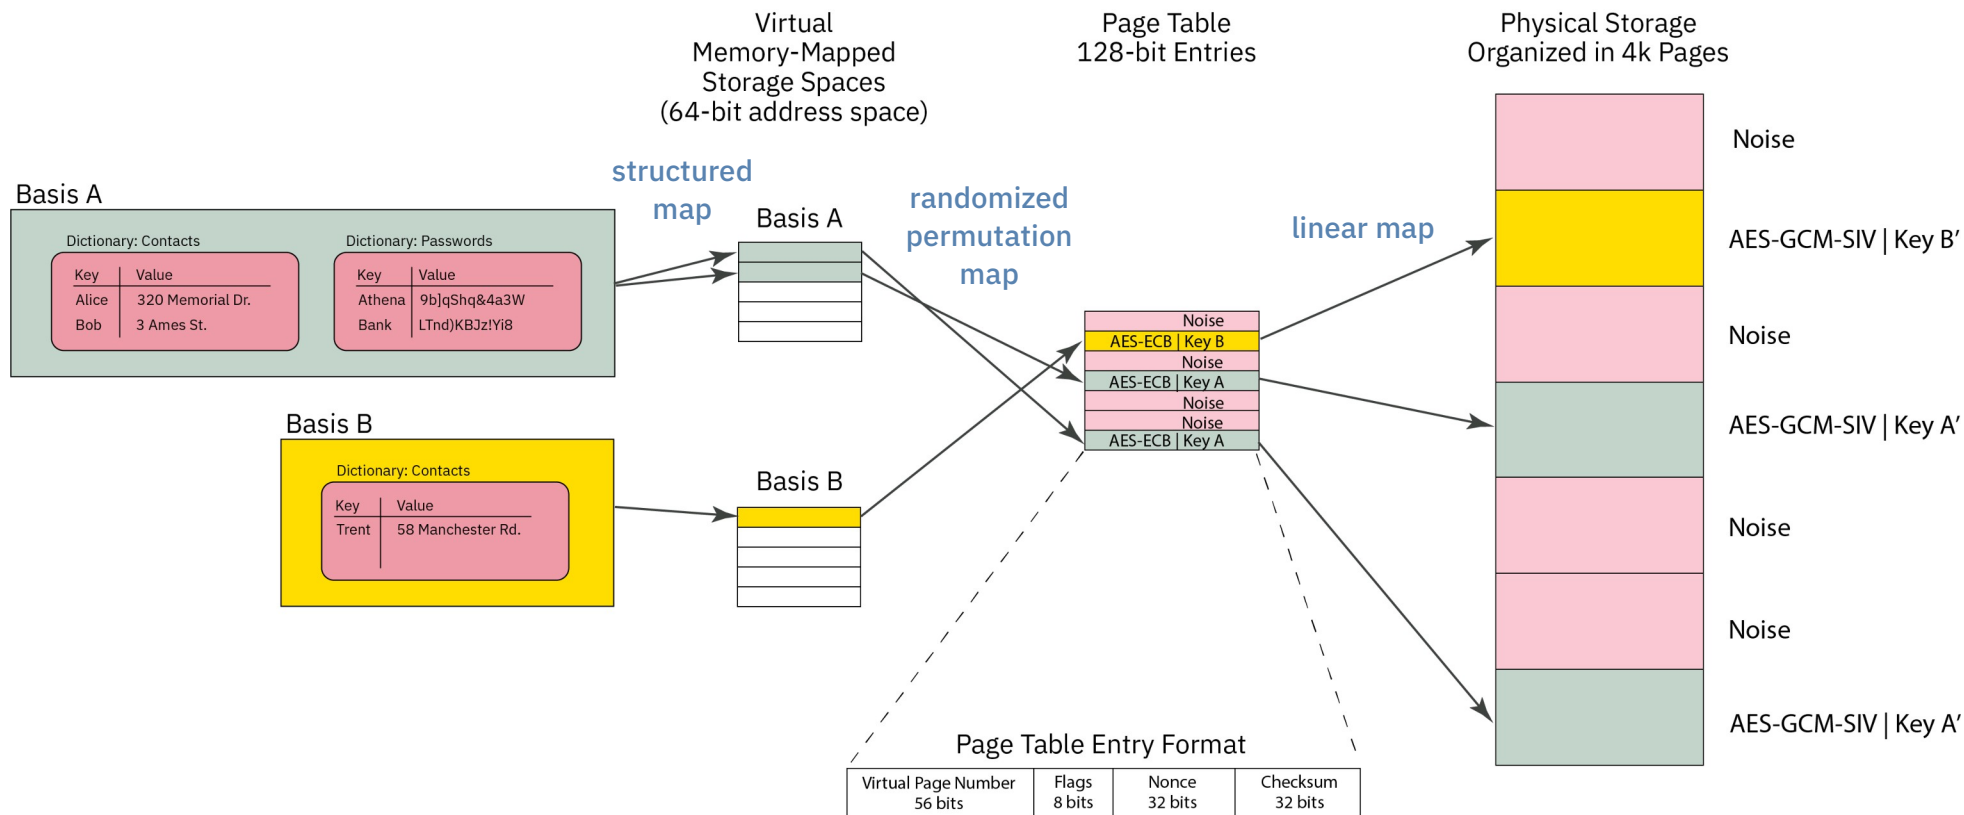 Virtual
Memory-Mapped
Storage Spaces
(64-bit address space)
Page Table
128-bit Entries
Physical Storage
Organized in 4k Pages
structured
map
randomized
permutation
map
linear map
Basis A
Dictionary: Contacts
Key Value
Alice 320 Memorial Dr.
Bob 3 Ames St.
Dictionary: Passwords
Key Value
Athena 9b]qShq&4a3W
Bank LTnd)KBJz!Yi8
Basis B
Dictionary: Contacts
Key Value
Trent 58 Manchester Rd.
Basis A
Basis B
Noise
AES-ECB | Key B
Noise
AES-ECB | Key A
Noise
Noise
AES-ECB | Key A
Noise
AES-GCM-SIV | Key B’
Noise
AES-GCM-SIV | Key A’
Noise
Noise
AES-GCM-SIV | Key A’
Page Table Entry Format
Virtual Page Number
56 bits
Flags
8 bits
Nonce
32 bits
Checksum
32 bits